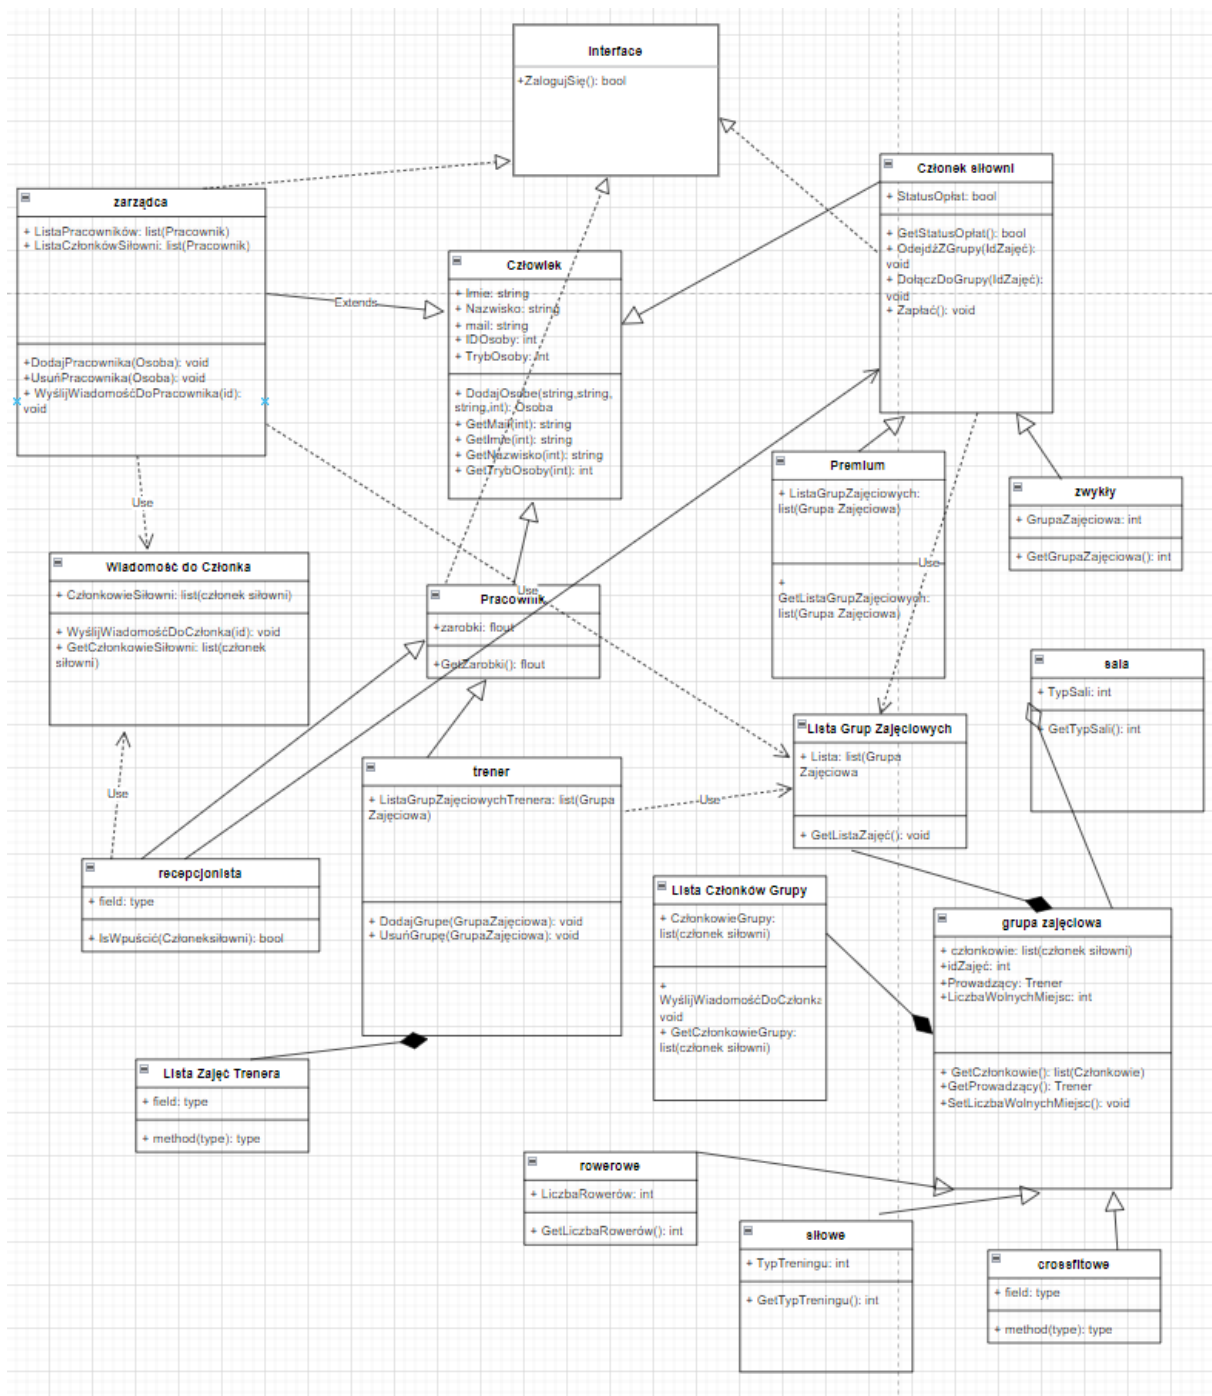 Interface
+ZalogujSię(): bool
Członek siłowni
+ StatusOpłat: bool
+ GetStatusOpłat(): bool
+ OdejdźZGrupy(IdZajęć):
void
+ DołączDoGrupy(IdZajęć):
void
+ Zapłać(): void
zarządca
+ ListaPracowników: list(Pracownik)
+ ListaCzłonkówSiłowni: list(Pracownik)
+DodajPracownika(Osoba): void
+UsuńPracownika(Osoba): void
+ WyślijWiadomośćDoPracownika(id):
void
Extends
Człowiek
+ Imie: string
+ Nazwisko: string
+ mail: string
+ IDOsoby: int
+ TrybOsoby: int
+ DodajOsobe(string,string,
string,int): Osoba
+ GetMail(int): string
+ GetImie(int): string
+ GetNazwisko(int): string
+ GetTrybOsoby(int): int
Premium
+ ListaGrupZajęciowych:
list(Grupa Zajęciowa)
+
GetListaGrupZajęciowych:
list(Grupa Zajęciowa)
zwykły
+ GrupaZajęciowa: int
+ GetGrupaZajęciowa(): int
Use
Use
Use
Wiadomość do Członka
+ CzłonkowieSiłowni: list(członek siłowni)
+ WyślijWiadomośćDoCzłonka(id): void
+ GetCzłonkowieSiłowni: list(członek
siłowni)
Pracownik
+zarobki: flout
+GetZarobki(): flout
sala
+ TypSali: int
+ GetTypSali(): int
Lista Grup Zajęciowych
+ Lista: list(Grupa
Zajęciowa
+ GetListaZajęć(): void
trener
+ ListaGrupZajęciowychTrenera: list(Grupa
Zajęciowa)
+ DodajGrupe(GrupaZajęciowa): void
+ UsuńGrupę(GrupaZajęciowa): void
Use
Use
recepcjonista
+ field: type
+ IsWpuścić(Członeksiłowni): bool
Lista Członków Grupy
+ CzłonkowieGrupy:
list(członek siłowni)
+
WyślijWiadomośćDoCzłonka
void
+ GetCzłonkowieGrupy:
list(członek siłowni)
grupa zajęciowa
+ członkowie: list(członek siłowni)
+idZajęć: int
+Prowadzący: Trener
+LiczbaWolnychMiejsc: int
+ GetCzłonkowie(): list(Członkowie)
+GetProwadzący(): Trener
+SetLiczbaWolnychMiejsc(): void
Lista Zajęć Trenera
+ field: type
+ method(type): type
rowerowe
+ LiczbaRowerów: int
+ GetLiczbaRowerów(): int
siłowe
+ TypTreningu: int
+ GetTypTreningu(): int
crossfitowe
+ field: type
+ method(type): type